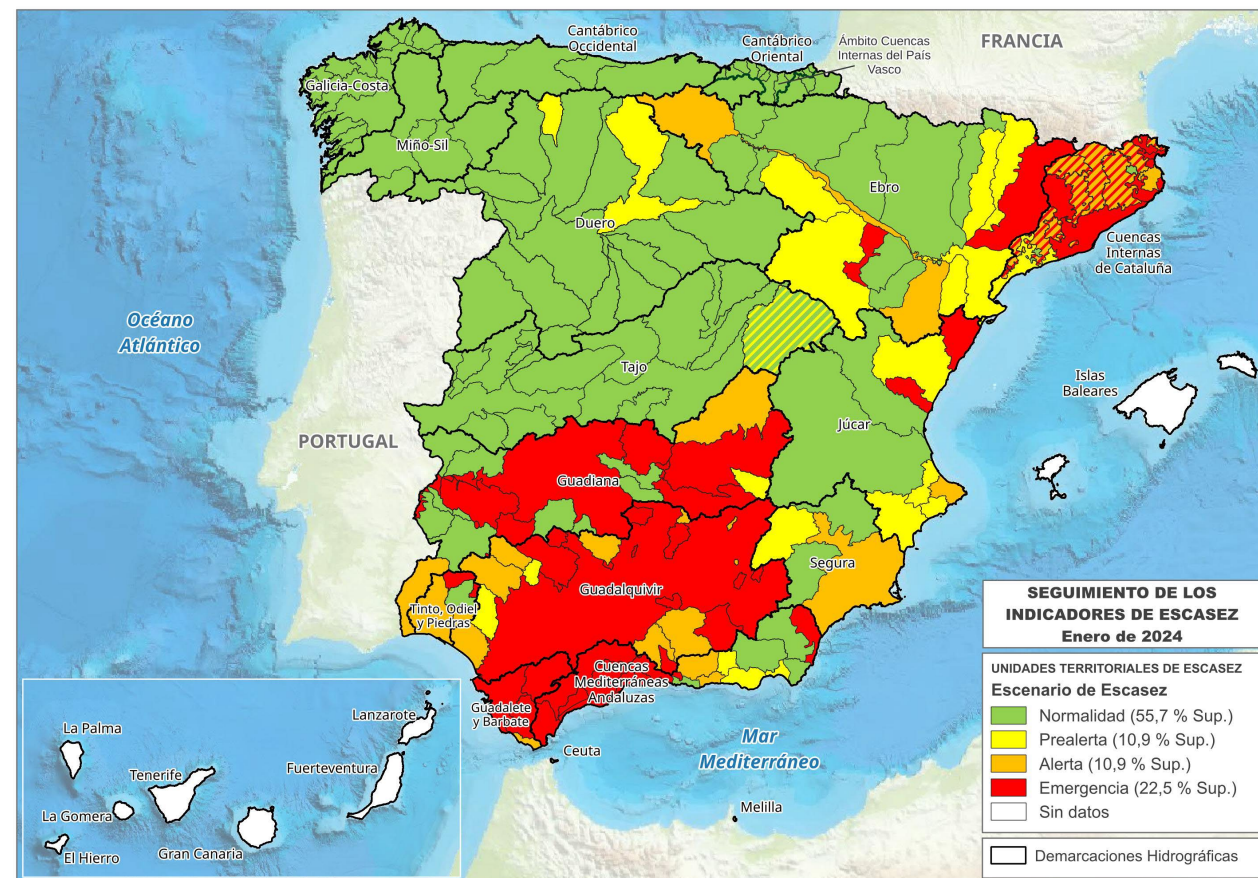 Cantábrico
Occidental
Cantábrico
Oriental
Ámbito Cuencas
Internas del País
Vasco
FRANCIA
Galicia-Costa
Miño-Sil
Ebro
Duero
Cuencas
Internas
de Cataluña
Océano
Atlántico
Tajo
Islas
Baleares
Júcar
PORTUGAL
Guadiana
Segura
Guadalquivir
Tinto, Odiel
y Piedras
Cuencas
Mediterráneas
Andaluzas
Guadalete
y Barbate
Ceuta
Mar
Mediterráneo
Melilla
La Palma
Lanzarote
Tenerife
Fuerteventura
La Gomera
El Hierro
Gran Canaria
SEGUIMIENTO DE LOS
INDICADORES DE ESCASEZ
Enero de 2024
UNIDADES TERRITORIALES DE ESCASEZ
Escenario de Escasez
Normalidad (55,7 % Sup.)
Prealerta (10,9 % Sup.)
Alerta (10,9 % Sup.)
Emergencia (22,5 % Sup.)
Sin datos
Demarcaciones Hidrográficas